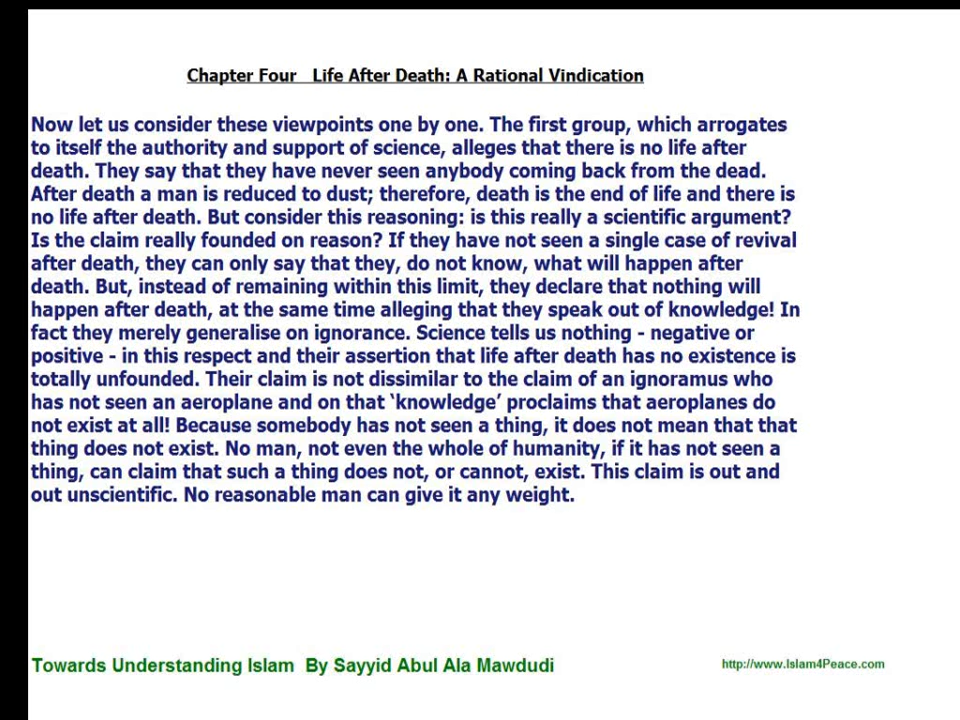 Chapter Four   Life After Death: A Rational Vindication
Now let us consider these viewpoints one by one. The first group, which arrogates
to itself the authority and support of science, alleges that there is no life after
death. They say that they have never seen anybody coming back from the dead.
After death a man is reduced to dust; therefore, death is the end of life and there is
no life after death. But consider this reasoning: is this really a scientific argument?
Is the claim really founded on reason? If they have not seen a single case of revival
after death, they can only say that they, do not know, what will happen after
death. But, instead of remaining within this limit, they declare that nothing will
happen after death, at the same time alleging that they speak out of knowledge! In
fact they merely generalise on ignorance. Science tells us nothing - negative or
positive - in this respect and their assertion that life after death has no existence is
totally unfounded. Their claim is not dissimilar to the claim of an ignoramus who
has not seen an aeroplane and on that ‘knowledge’ proclaims that aeroplanes do
not exist at all! Because somebody has not seen a thing, it does not mean that that
thing does not exist. No man, not even the whole of humanity, if it has not seen a
thing, can claim that such a thing does not, or cannot, exist. This claim is out and
out unscientific. No reasonable man can give it any weight.
Towards Understanding Islam  By Sayyid Abul Ala Mawdudi
http://www.Islam4Peace.com